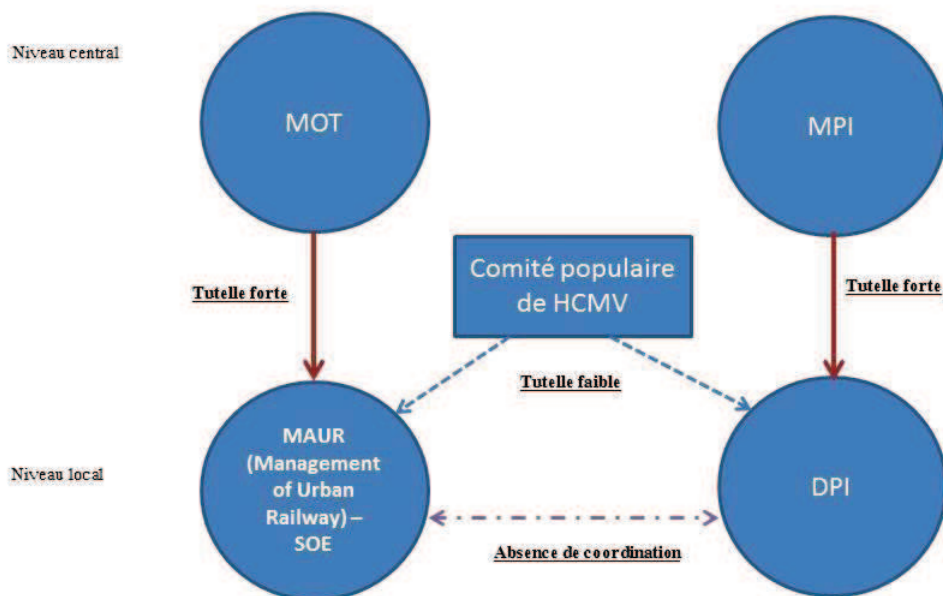 Niveau central
MOT
MPI
Comité populaire
de HCMV
Tutelle forte
Tutelle forte
Tutelle faible
Niveau local
MAUR
(Management
of Urban
Railway) –
SOE
DPI
Absence de coordination